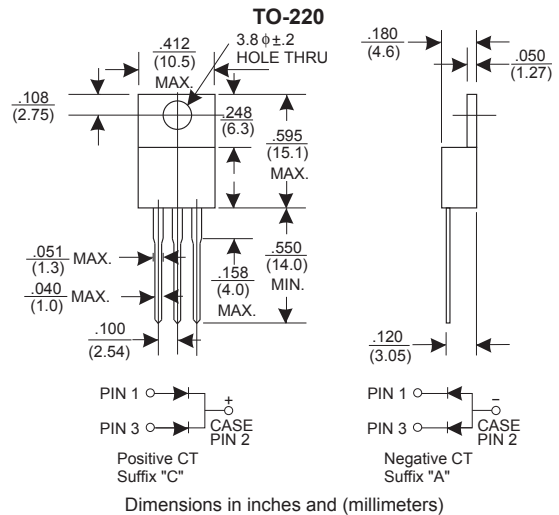 TO-220
.412
(10.5)
MAX.
3.8 ϕ±.2
HOLE THRU
.180
(4.6)
.050
(1.27)
.108
(2.75)
.248
(6.3)
.595
(15.1)
MAX.
.051
(1.3) MAX.
.040
(1.0) MAX.
.158
(4.0)
MAX.
.550
(14.0)
MIN.
.100
(2.54)
.120
(3.05)
PIN 1
PIN 3
+
CASE
PIN 2
Positive CT
Suffix "C"
PIN 1
PIN 3
−
CASE
PIN 2
Negative CT
Suffix "A"
Dimensions in inches and (millimeters)